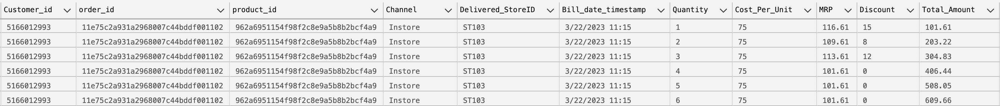 Customer_id order_id product_id Channel Delivered_StoreID Bill_date_timestamp Quantity Cost_Per_Unit MRP Discount Total_Amount
5166012993 11e75c2a931a2968007c44bddf001102 962a6951154f98f2c8e9a5b8b2bcf4a9 Instore ST103 3/22/2023 11:15 1 75 116.61 15 101.61
5166012993 11e75c2a931a2968007c44bddf001102 962a6951154f98f2c8e9a5b8b2bcf4a9 Instore ST103 3/22/2023 11:15 2 75 109.61 8 203.22
5166012993 11e75c2a931a2968007c44bddf001102 962a6951154f98f2c8e9a5b8b2bcf4a9 Instore ST103 3/22/2023 11:15 3 75 113.61 12 304.83
5166012993 11e75c2a931a2968007c44bddf001102 962a6951154f98f2c8e9a5b8b2bcf4a9 Instore ST103 3/22/2023 11:15 4 75 101.61 0 406.44
5166012993 11e75c2a931a2968007c44bddf001102 962a6951154f98f2c8e9a5b8b2bcf4a9 Instore ST103 3/22/2023 11:15 5 75 101.61 0 508.05
5166012993 11e75c2a931a2968007c44bddf001102 962a6951154f98f2c8e9a5b8b2bcf4a9 Instore ST103 3/22/2023 11:15 6 75 101.61 0 609.66